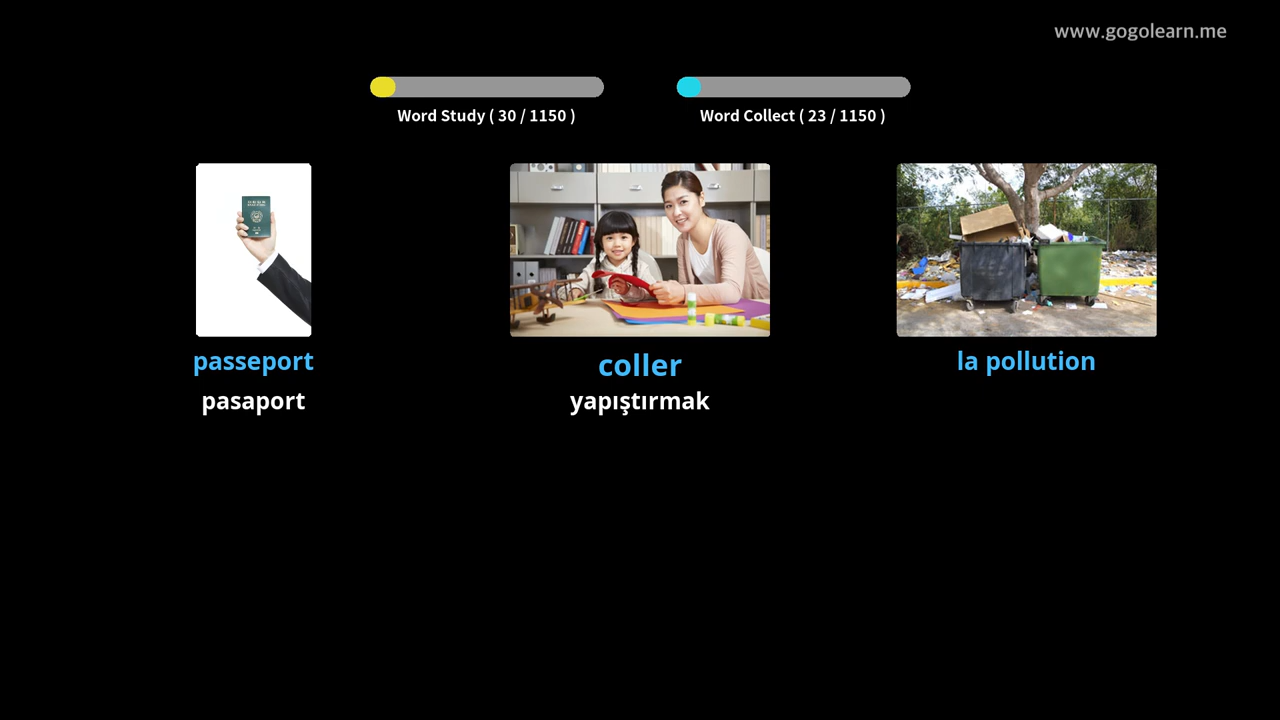 www.gogolearn.me
Word Study ( 30 / 1150 )
Word Collect ( 23 / 1150 )
passeport
pasaport
coller
yapıştırmak
la pollution